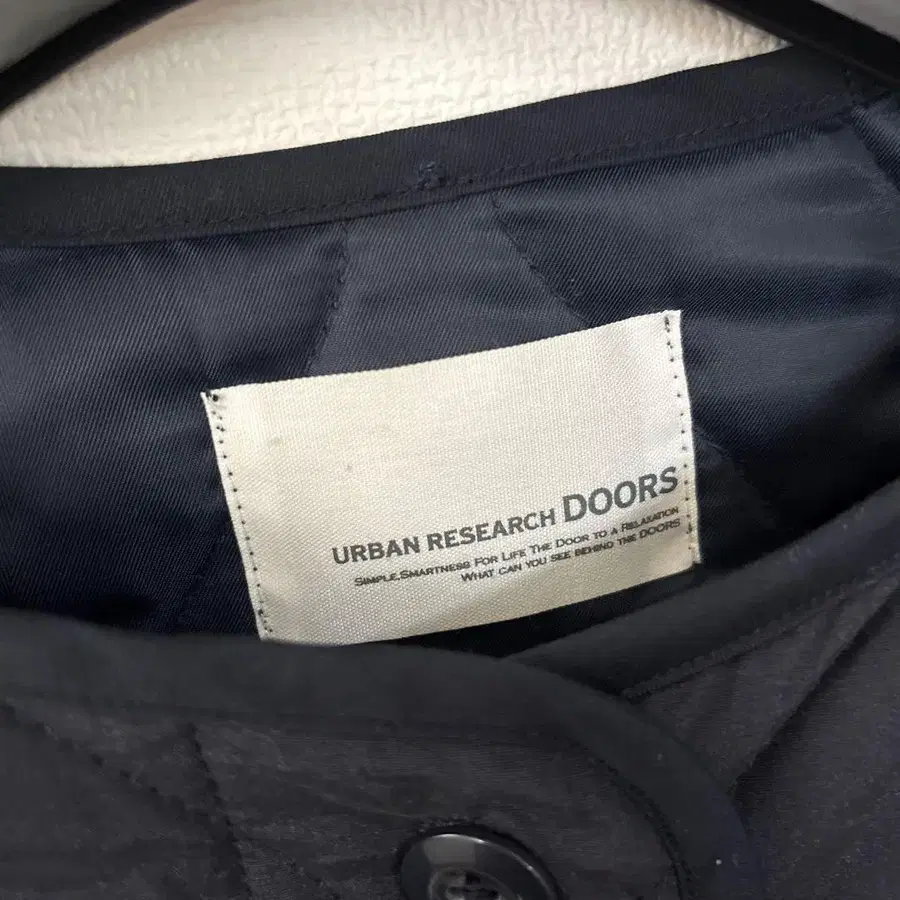 URBAN RESEARCH DOORS
SIMPLE,SMARTNESS FOR LIFE THE DOOR TO A RELAXATION
WHAT CAN YOU SEE BEHIND THE DOORS